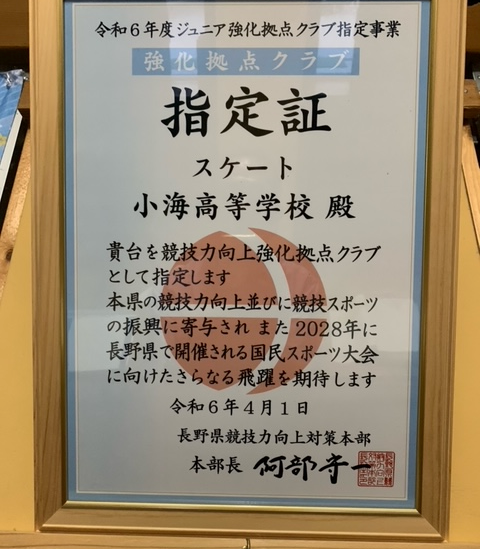 令和６年度ジュニア強化拠点クラブ指定事業
強化拠点クラブ
指定証
スケート
小海高等学校 殿
貴台を競技力向上強化拠点クラブ
として指定します
本県の競技力向上並びに競技スポーツ
の振興に寄与され また 2028年に
長野県で開催される国民スポーツ大会
に向けたさらなる飛躍を期待します
令和６年４月１日
長野県競技力向上対策本部
本部長 阿部守一